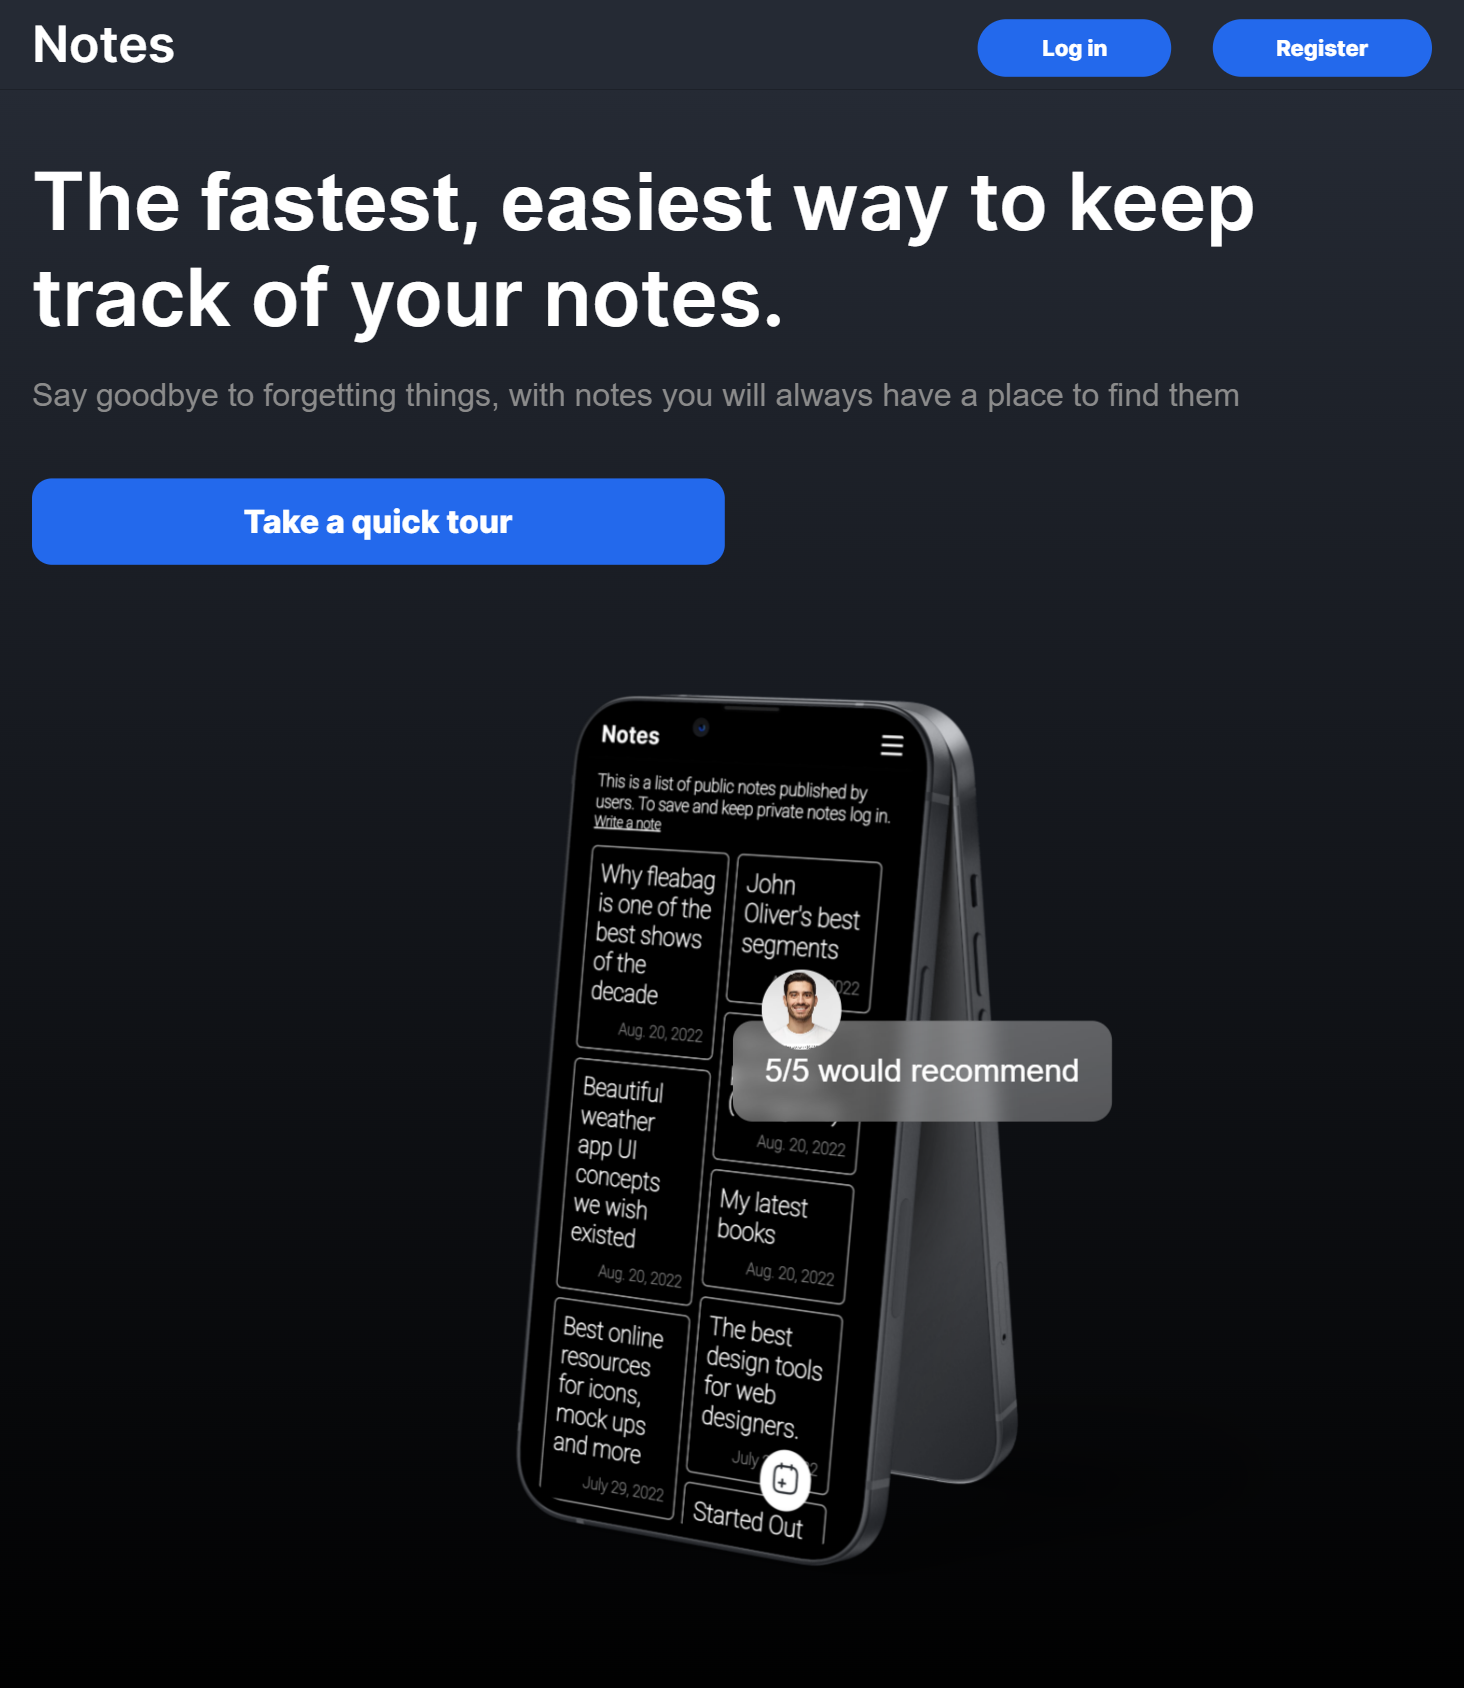 Notes
Log in
Register
The fastest, easiest way to keep
track of your notes.
Say goodbye to forgetting things, with notes you will always have a place to find them
Take a quick tour
Notes
This is a list of public notes published by
users. To save and keep private notes log in.
Write a note
Why fleabag
is one of the
best shows
of the
decade
Aug. 20, 2022
John
Oliver's best
segments
5/5 would recommend
Aug. 20, 2022
Beautiful
weather
app UI
concepts
we wish
existed
Aug. 20, 2022
My latest
books
Aug. 20, 2022
Best online
resources
for icons,
mock ups
and more
July 29, 2022
The best
design tools
for web
designers.
July
Started Out